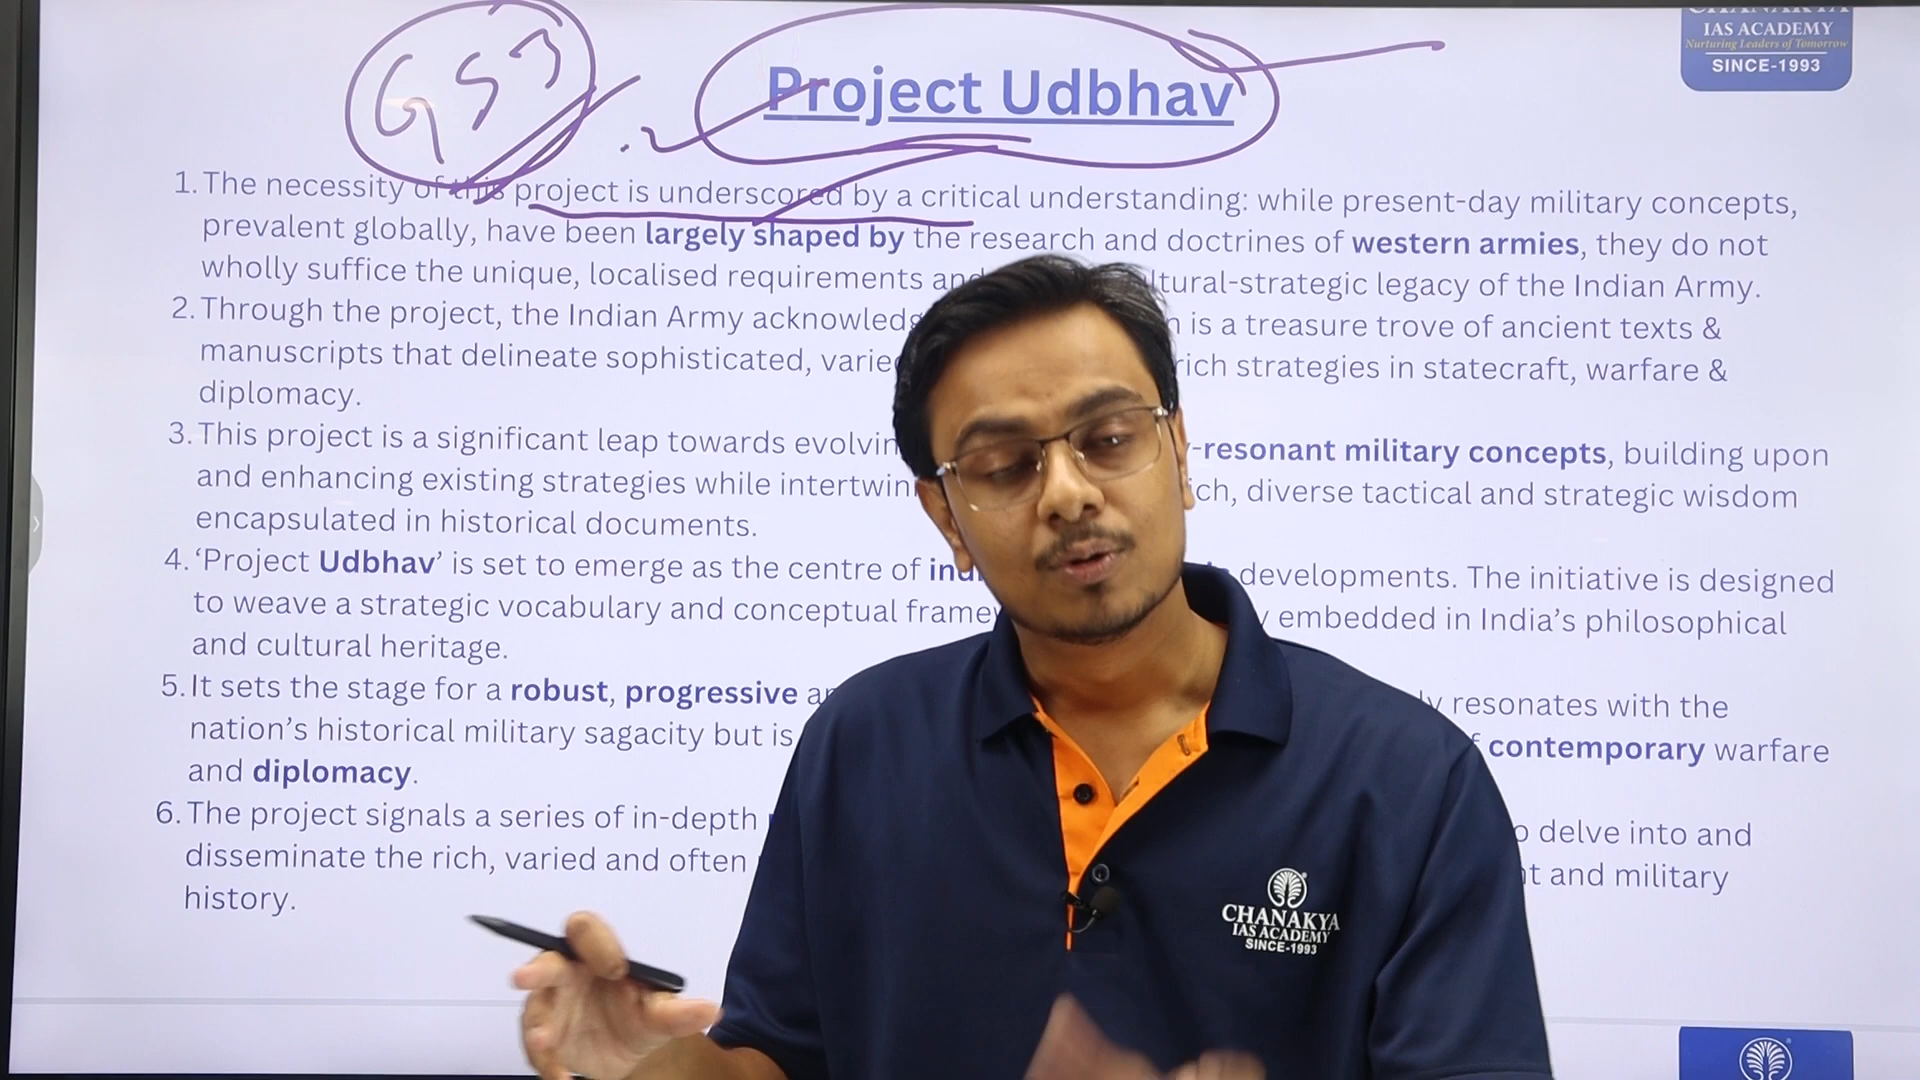 GS3
Project Udbhav
IAS ACADEMY
Nurturing Leaders of Tomorrow
SINCE-1993
1. The necessity of this project is underscored by a critical understanding: while present-day military concepts,
prevalent globally, have been largely shaped by the research and doctrines of western armies, they do not
wholly suffice the unique, localised requirements and tural-strategic legacy of the Indian Army.
2. Through the project, the Indian Army is a treasure trove of ancient texts &
manuscripts that delineate sophisticated, rich strategies in statecraft, warfare &
diplomacy.
3. This project is a significant leap towards -resonant military concepts, building upon
and enhancing existing strategies while diverse tactical and strategic wisdom
encapsulated in historical documents.
4. ‘Project Udbhav’ is set to emerge as the centre of developments. The initiative is designed
to weave a strategic vocabulary and conceptual embedded in India’s philosophical
and cultural heritage.
5. It sets the stage for a robust, progressive resonates with the
nation’s historical military sagacity but is contemporary warfare
and diplomacy.
6. The project signals a series of in-depth delve into and
disseminate the rich, varied and often and military
history.
CHANAKYA
IAS ACADEMY
SINCE-1993